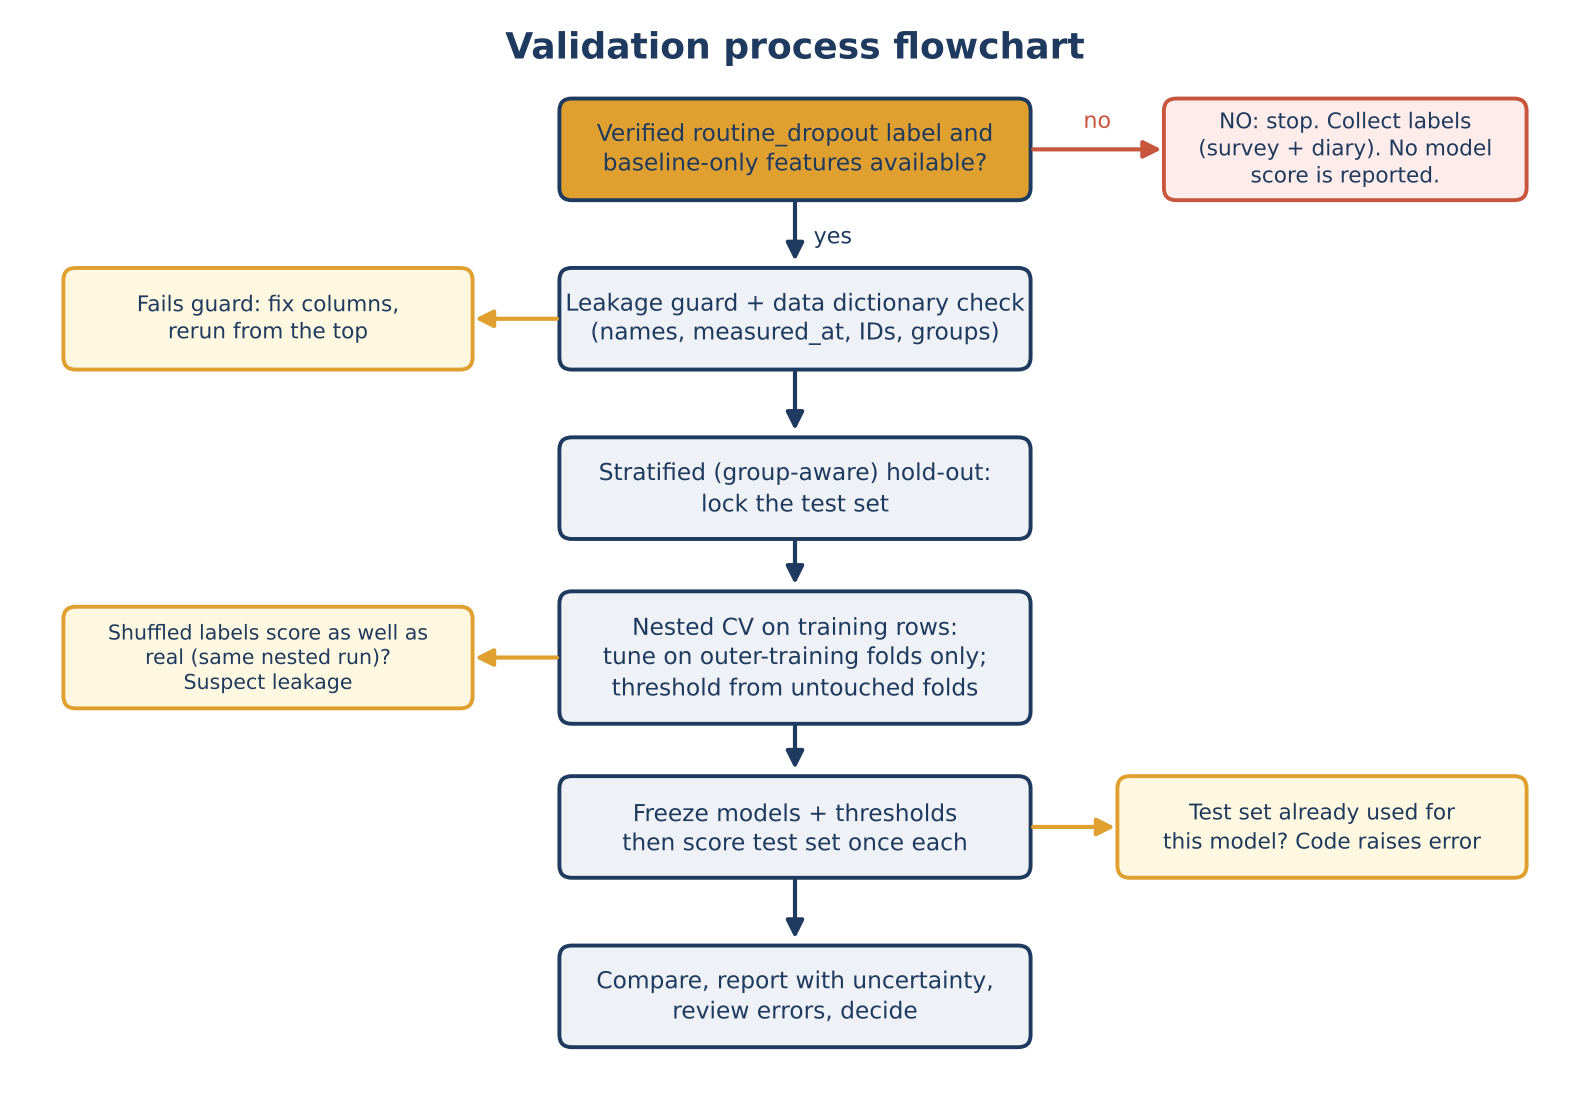 Validation process flowchart
Verified routine_dropout label and
baseline-only features available?
no
NO: stop. Collect labels
(survey + diary). No model
score is reported.
yes
Fails guard: fix columns,
rerun from the top
Leakage guard + data dictionary check
(names, measured_at, IDs, groups)
Stratified (group-aware) hold-out:
lock the test set
Shuffled labels score as well as
real (same nested run)?
Suspect leakage
Nested CV on training rows:
tune on outer-training folds only;
threshold from untouched folds
Freeze models + thresholds
then score test set once each
Test set already used for
this model? Code raises error
Compare, report with uncertainty,
review errors, decide